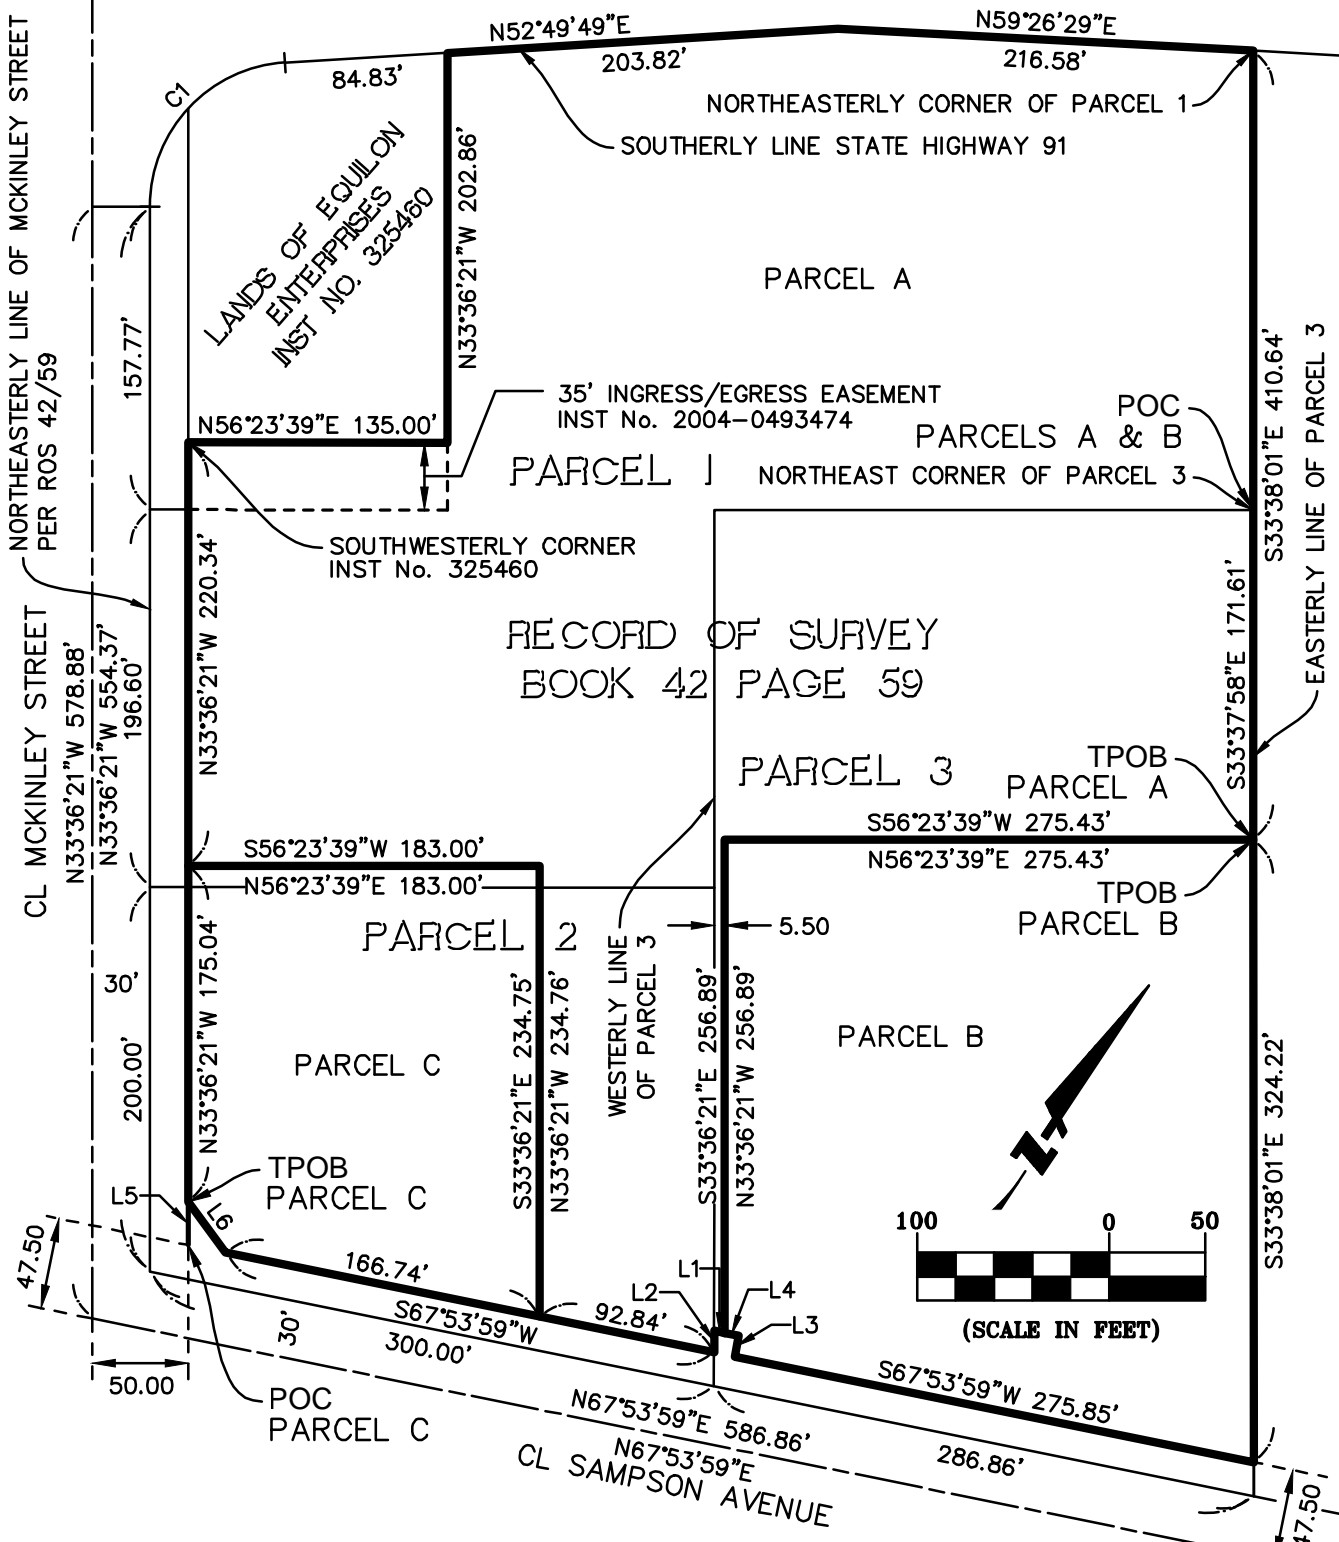 N52°49'49"E
203.82'
N59°26'29"E
216.58'
84.83'
C1
NORTHEASTERLY CORNER OF PARCEL 1
SOUTHERLY LINE STATE HIGHWAY 91
NORTHEASTERLY LINE OF MCKINLEY STREET
PER ROS 42/59
LANDS OF EQUILON
ENTERPRISES
INST NO. 325460
N33°36'21"W 202.86'
PARCEL A
157.77'
N56°23'39"E 135.00'
35' INGRESS/EGRESS EASEMENT
INST No. 2004-0493474
POC
PARCELS A & B
PARCEL 1
NORTHEAST CORNER OF PARCEL 3
S33°38'01"E 410.64'
EASTERLY LINE OF PARCEL 3
SOUTHWESTERLY CORNER
INST No. 325460
N33°36'21"W 220.34'
S33°37'58"E 171.61'
RECORD OF SURVEY
BOOK 42 PAGE 59
CL MCKINLEY STREET
N33°36'21"W 578.88'
N33°36'21"W 554.37'
196.60'
PARCEL 3
TPOB
PARCEL A
S56°23'39"W 275.43'
N56°23'39"E 275.43'
S56°23'39"W 183.00'
N56°23'39"E 183.00'
TPOB
PARCEL B
PARCEL 2
5.50
WESTERLY LINE
OF PARCEL 3
30'
200.00'
N33°36'21"W 175.04'
PARCEL C
S33°36'21"E 234.75'
N33°36'21"W 234.76'
S33°36'21"E 256.89'
N33°36'21"W 256.89'
PARCEL B
S33°38'01"E 324.22'
N
TPOB
PARCEL C
L5
L6
47.50
166.74'
S67°53'59"W
300.00'
30'
92.84'
L1
L2
L4
L3
100 0 50
(SCALE IN FEET)
50.00
POC
PARCEL C
S67°53'59"W 275.85'
N67°53'59"E 586.86'
N67°53'59"E
286.86'
CL SAMPSON AVENUE
47.50